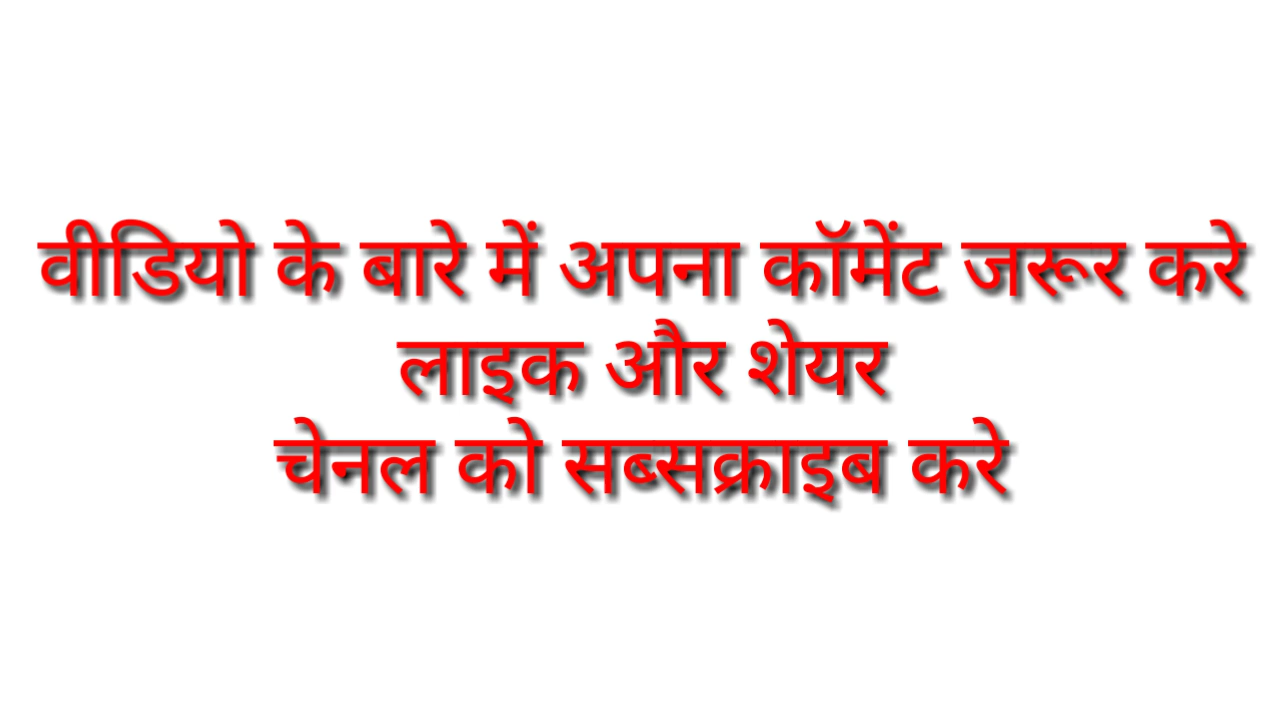 वीडियो के बारे में अपना कॉमेंट जरूर करे
लाइक और शेयर
चेनल को सब्सक्राइब करे